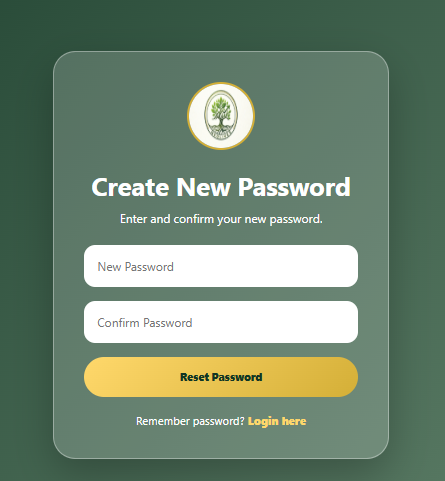 Create New Password
Enter and confirm your new password.
New Password
Confirm Password
Reset Password
Remember password? Login here